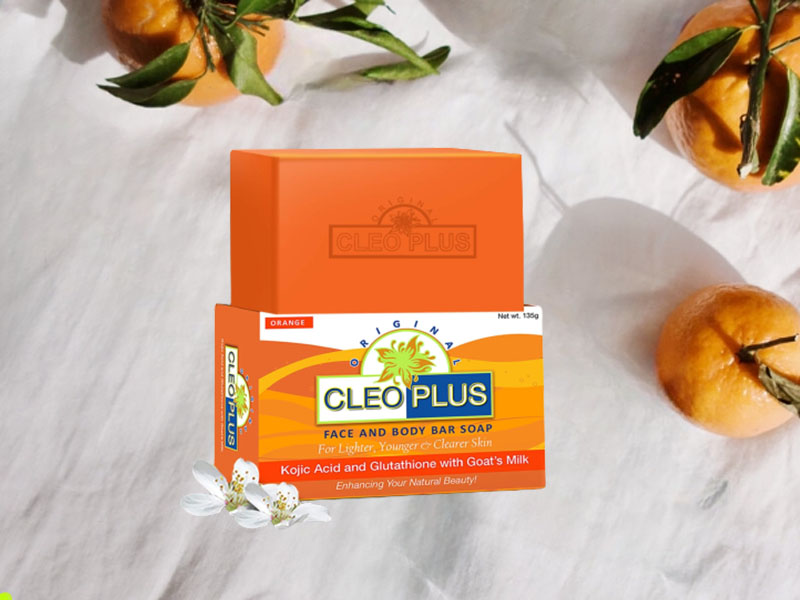 ORIGINAL
CLEO PLUS
ORANGE
Net wt. 135g
ORIGINAL
CLEO PLUS
FACE AND BODY BAR SOAP
For Lighter, Younger & Clearer Skin
Kojic Acid and Glutathione with Goat's Milk
Enhancing Your Natural Beauty!
ORIGINAL
CLEO PLUS